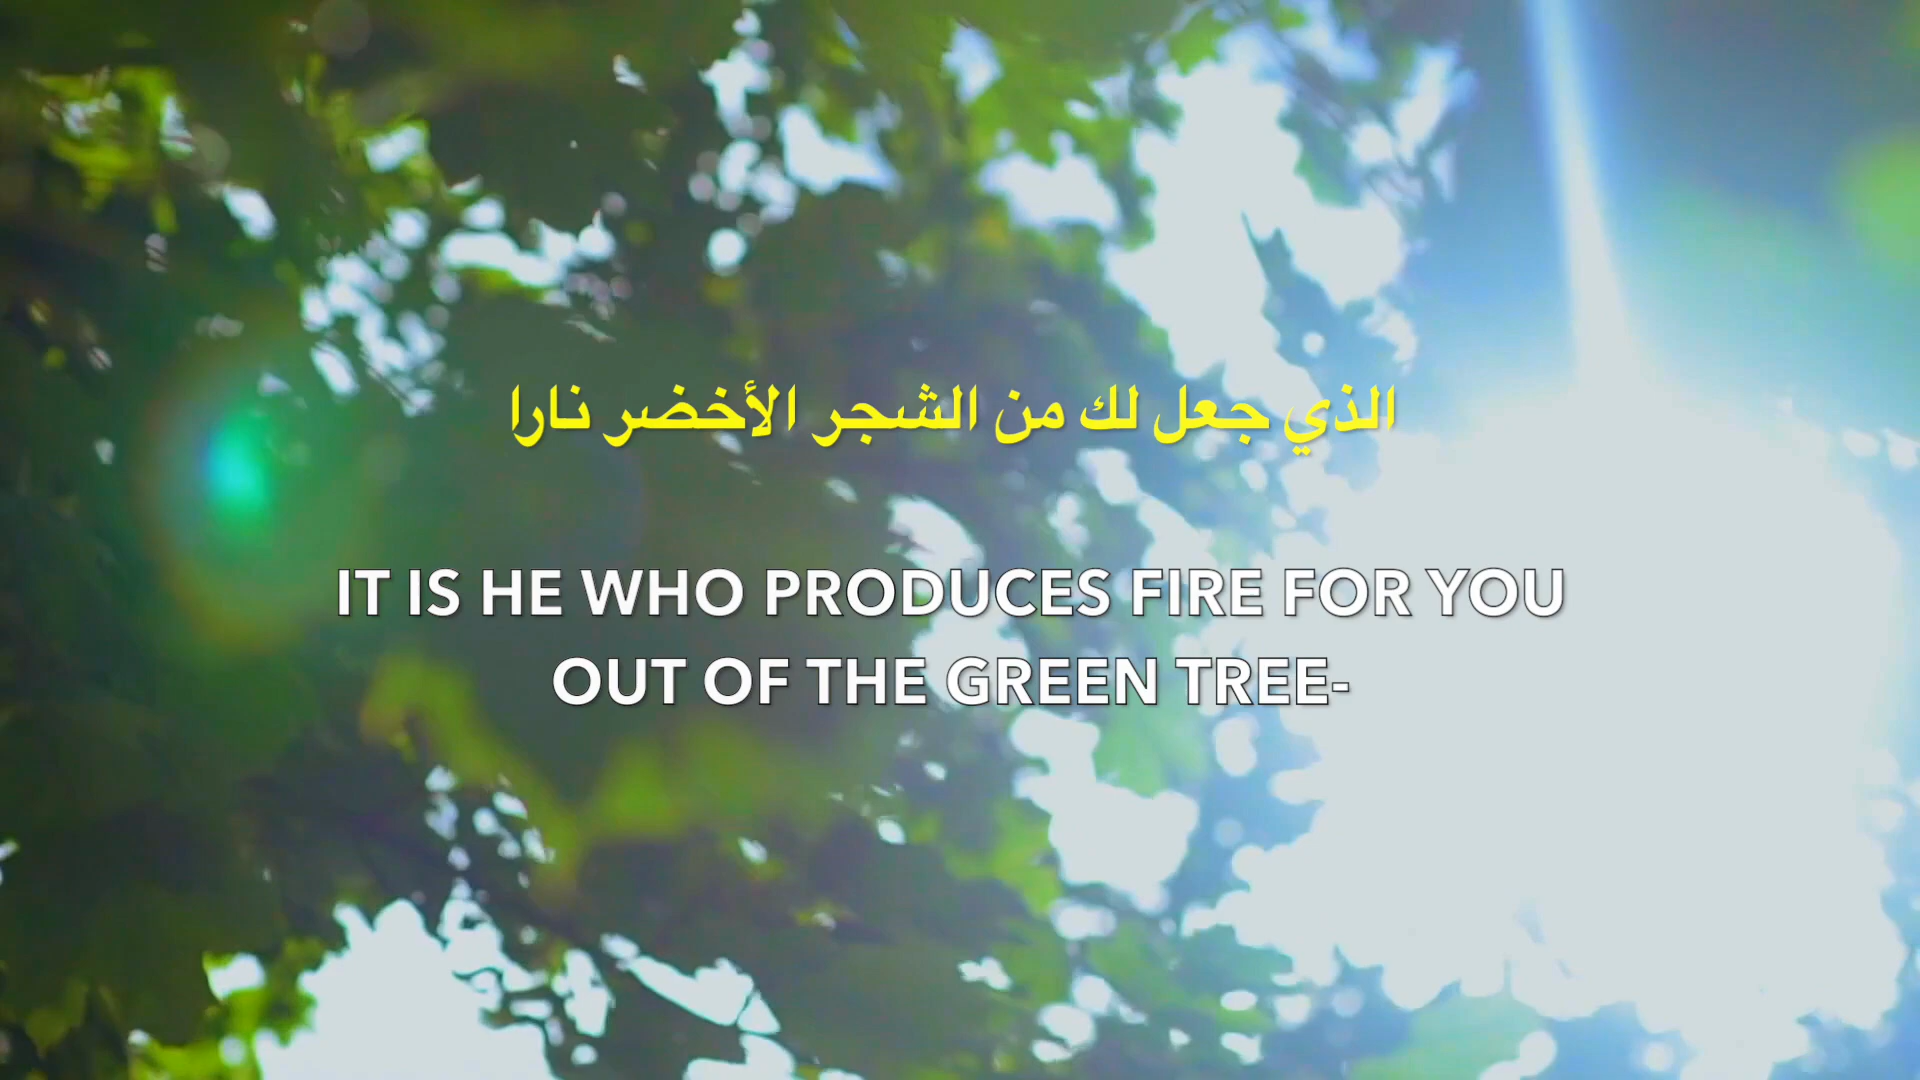 الذي جعل لك من الشجر الأخضر نارا
IT IS HE WHO PRODUCES FIRE FOR YOU
OUT OF THE GREEN TREE-